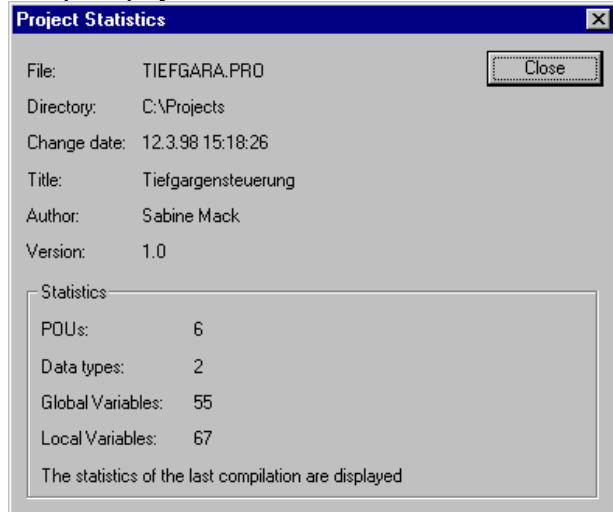 Project Statistics
File: TIEFGARA.PRO
Close
Directory: C:\Projects
Change date: 12.3.98 15:18:26
Title: Tiefgargensteuerung
Author: Sabine Mack
Version: 1.0
Statistics
POUs: 6
Data types: 2
Global Variables: 55
Local Variables: 67
The statistics of the last compilation are displayed